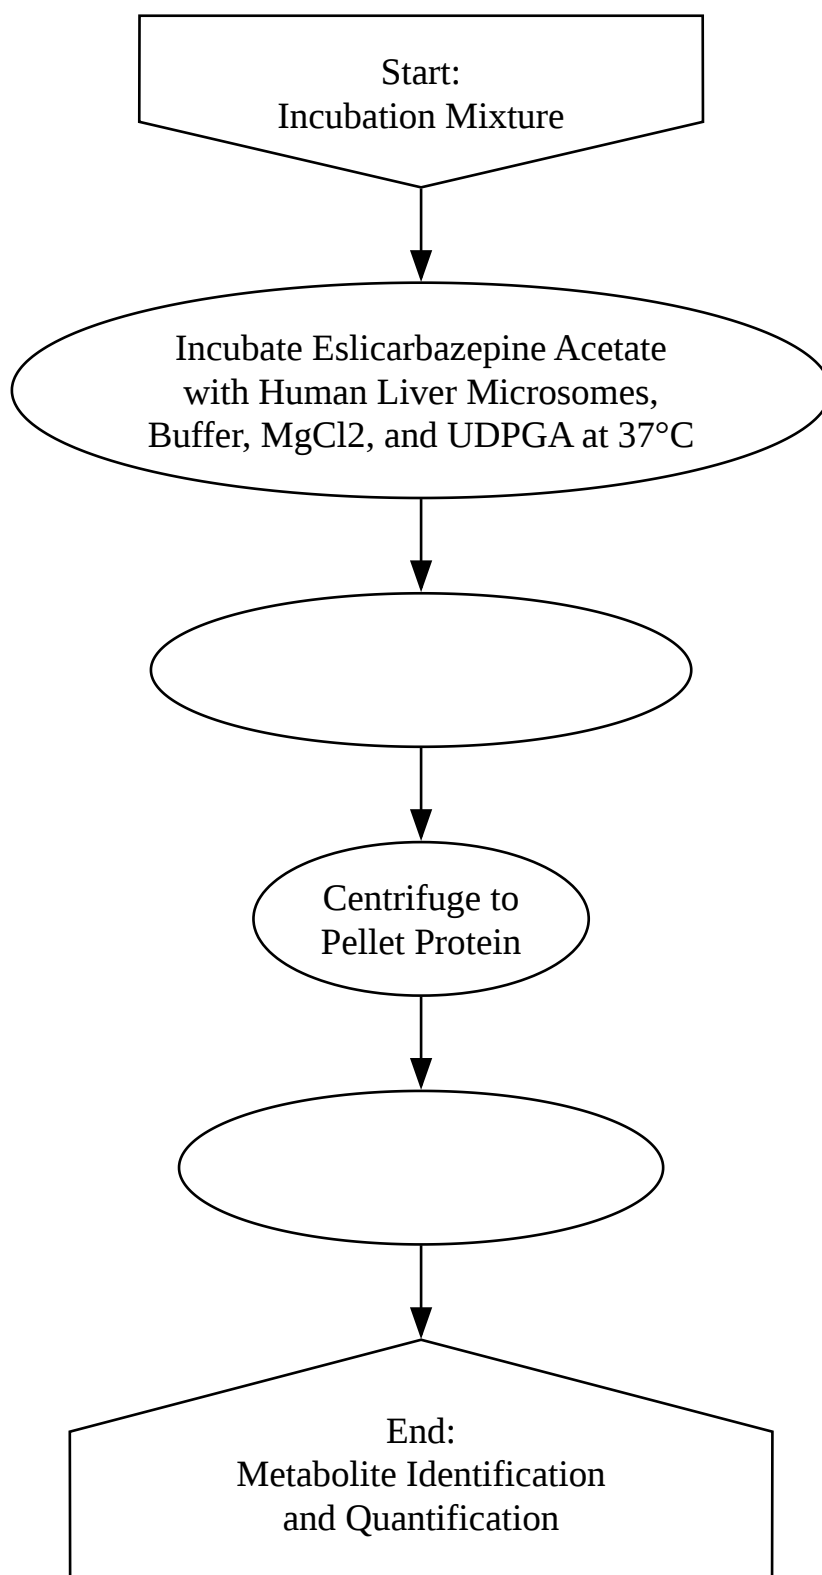 Start:
Incubation Mixture
Incubate Eslicarbazepine Acetate
with Human Liver Microsomes,
Buffer, MgCl2, and UDPGA at 37°C
Centrifuge to
Pellet Protein
End:
Metabolite Identification
and Quantification